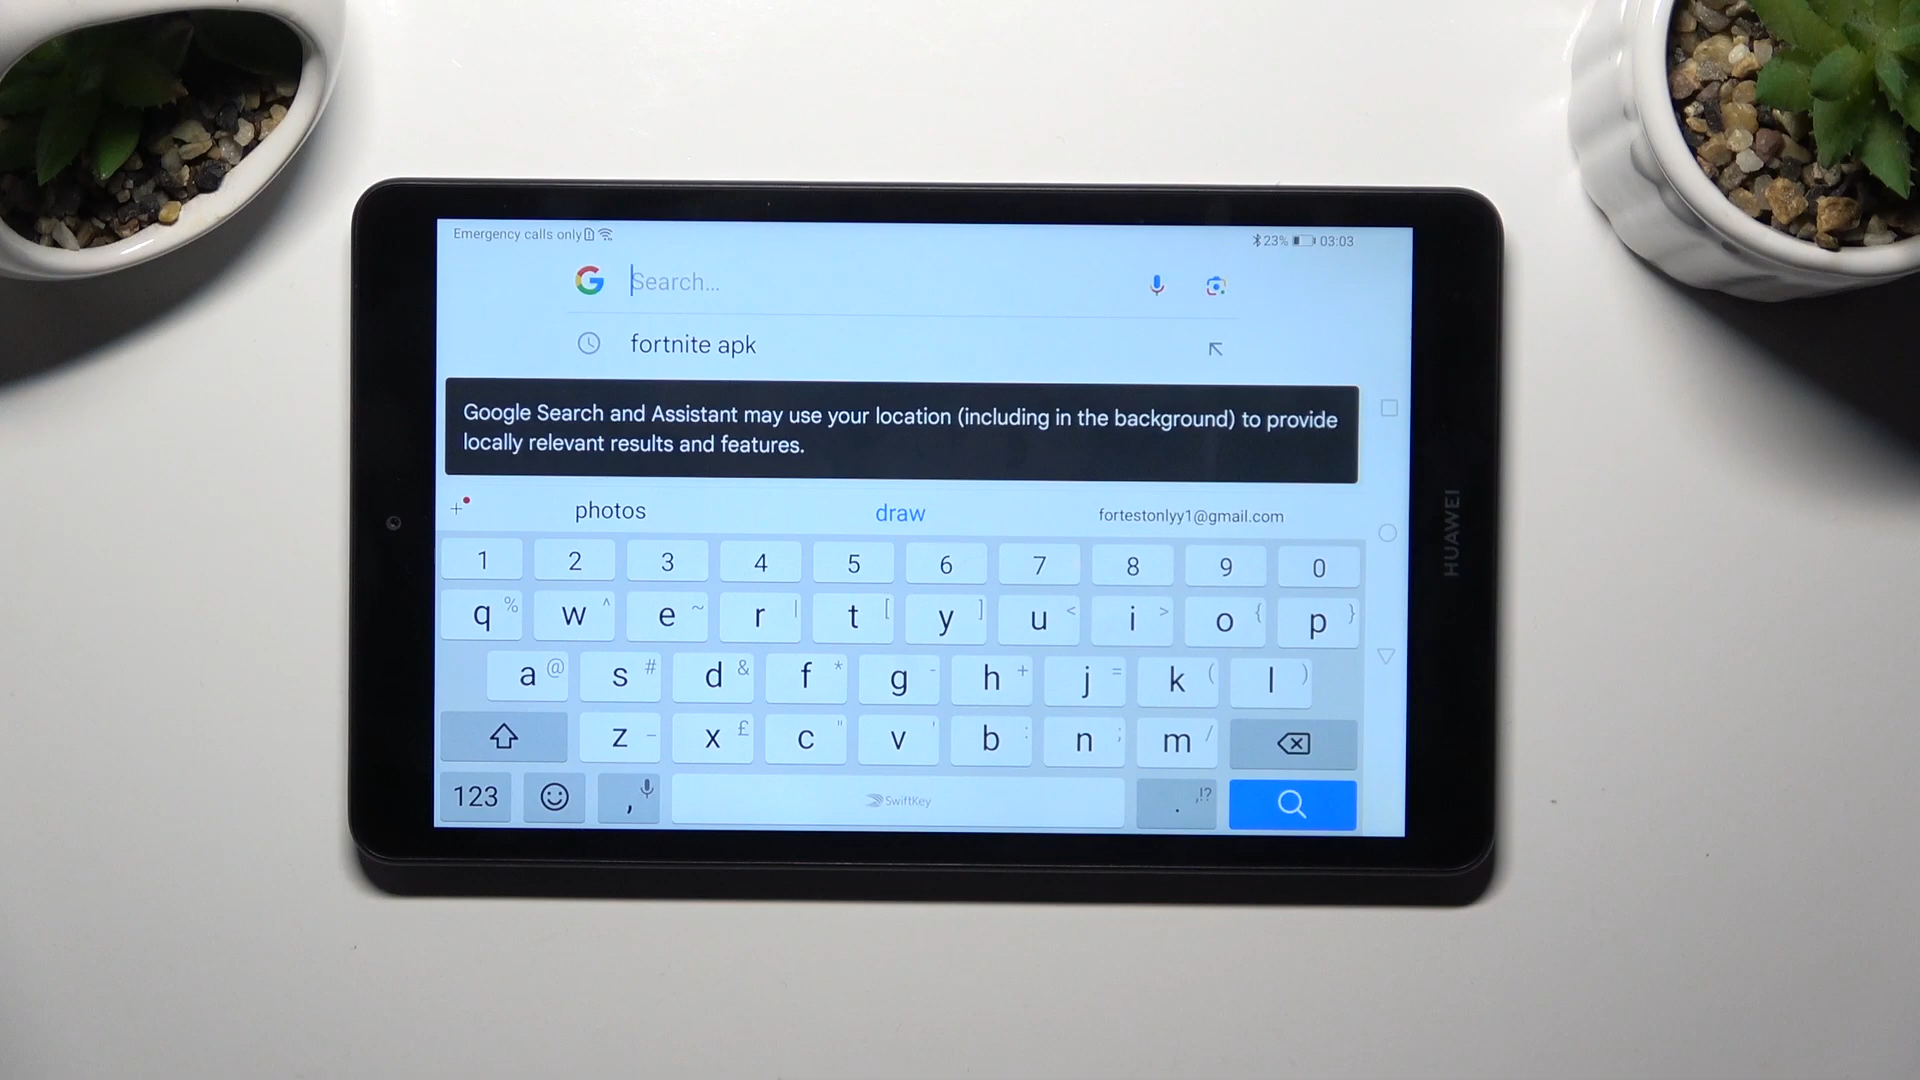 Emergency calls only
23% 03:03
Search...
fortnite apk
Google Search and Assistant may use your location (including in the background) to provide
locally relevant results and features.
photos draw fortestonlyy1@gmail.com
1 2 3 4 5 6 7 8 9 0
q % w ^ e ~ r | t [ y ] u < i > o { p }
a @ s # d & f * g - h + j = k ( l )
z _ x £ c " v ' b : n ; m /
123 , SwiftKey . ,!?
HUAWEI